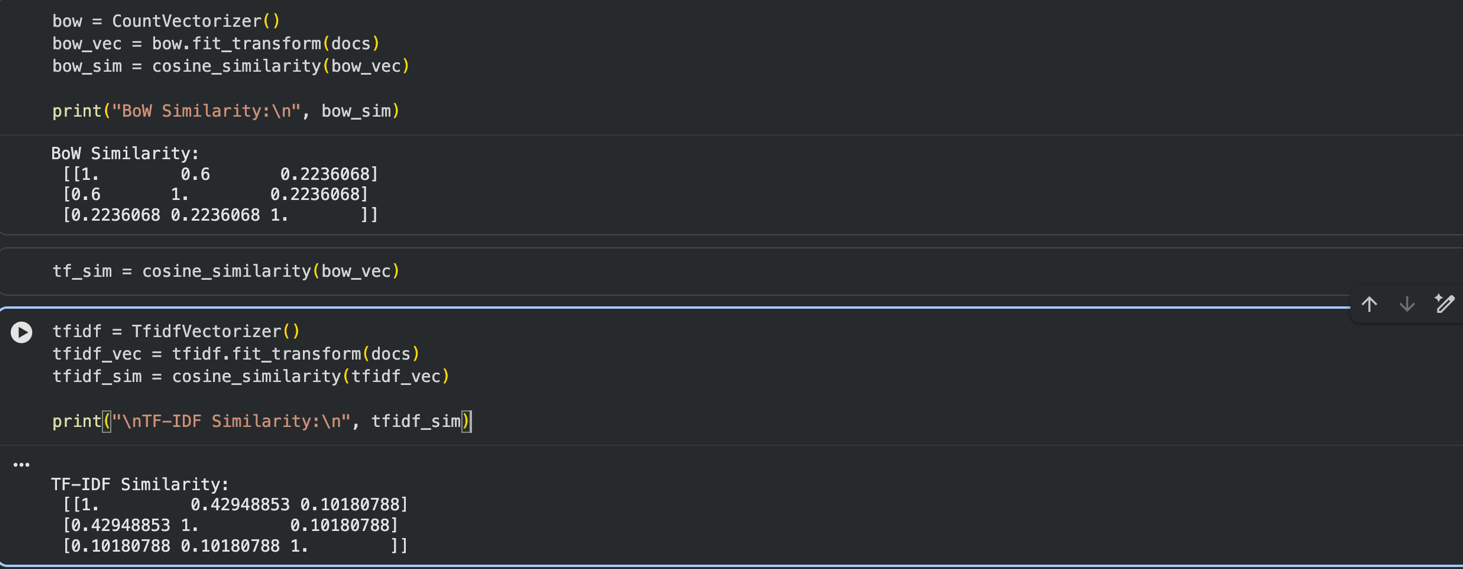 bow = CountVectorizer()
bow_vec = bow.fit_transform(docs)
bow_sim = cosine_similarity(bow_vec)
print("BoW Similarity:\n", bow_sim)
BoW Similarity:
[[1.        0.6       0.2236068]
[0.6       1.        0.2236068]
[0.2236068 0.2236068 1.       ]]
tf_sim = cosine_similarity(bow_vec)
tfidf = TfidfVectorizer()
tfidf_vec = tfidf.fit_transform(docs)
tfidf_sim = cosine_similarity(tfidf_vec)
print("\nTF-IDF Similarity:\n", tfidf_sim)
TF-IDF Similarity:
[[1.         0.42948853 0.10180788]
[0.42948853 1.         0.10180788]
[0.10180788 0.10180788 1.        ]]